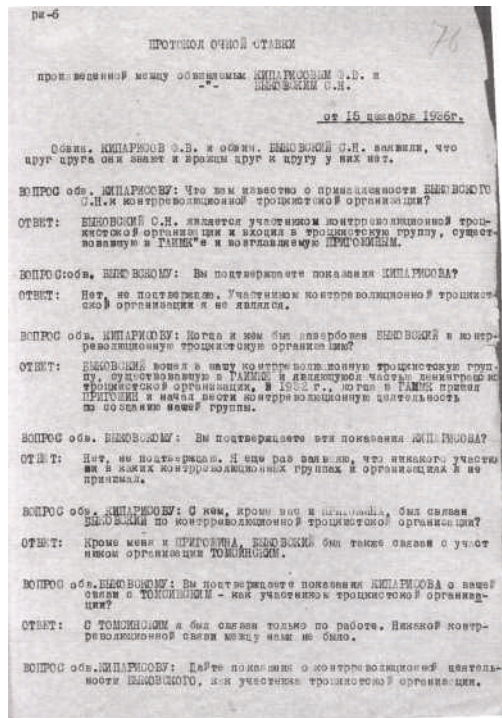 рм-6
76
ПРОТОКОЛ ОЧНОЙ СТАВКИ
произведенной между обвиняемым КИПАРИСОВЫМ Ф.В. и
-"- БЫКОВСКИМ С.Н.
от 15 декабря 1936г.
Обвин. КИПАРИСОВ Ф.В. и обвин. БЫКОВСКИЙ С.Н. заявили, что
друг друга они знают и вражды друг к другу у них нет.
ВОПРОС обв. КИПАРИСОВУ: Что вам известно о принадлежности БЫКОВСКОГО
С.Н. к контрреволюционной троцкистской организации?
ОТВЕТ: БЫКОВСКИЙ С.Н. является участником контрреволюционной троц-
кистской организации и входил в троцкистскую группу, сущест-
вовавшую в ГАИМК"е и возглавляемую ПРИГОЖИНЫМ.
ВОПРОС:обв. БЫКОВСКОМУ: Вы подтверждаете показания КИПАРИСОВА?
ОТВЕТ: Нет, не подтверждаю. Участником контрреволюционной троцкист-
ской организации я не являлся.
ВОПРОС обв. КИПАРИСОВУ: Когда и кем был завербован БЫКОВСКИЙ в контр-
революционную троцкистскую организацию?
ОТВЕТ: БЫКОВСКИЙ вошел в нашу контрреволюционную троцкистскую груп-
пу, существовавшую в ГАИМКЕ и являющуюся частью ленинградской
троцкистской организации, в 1932 г., когда в ГАИМК пришел
ПРИГОЖИН и начал вести контрреволюционную деятельность
по созданию нашей группы.
ВОПРОС обв. БЫКОВСКОМУ: Вы подтверждаете эти показания КИПАРИСОВА?
ОТВЕТ: Нет, не подтверждаю. Я еще раз заявляю, что никакого участия
ни в каких контрреволюционных группах и организациях я не
принимал.
ВОПРОС обв. КИПАРИСОВУ: С кем, кроме вас и ПРИГОЖИНА, был связан
БЫКОВСКИЙ по контрреволюционной троцкистской организации?
ОТВЕТ: Кроме меня и ПРИГОЖИНА, БЫКОВСКИЙ был также связан с участ
ником организации ТОМСИНСКИМ.
ВОПРОС обв.БЫКОВСКОМУ: Вы подтверждаете показания КИПАРИСОВА о вашей
связи с ТОМСИНСКИМ - как участником троцкистской организа-
ции?
ОТВЕТ: С ТОМСИНСКИМ я был связан только по работе. Никакой контр-
революционной связи между нами не было.
ВОПРОС обв.КИПАРИСОВУ: Дайте показания о контрреволюционной деятель-
ности БЫКОВСКОГО, как участника троцкистской организации.